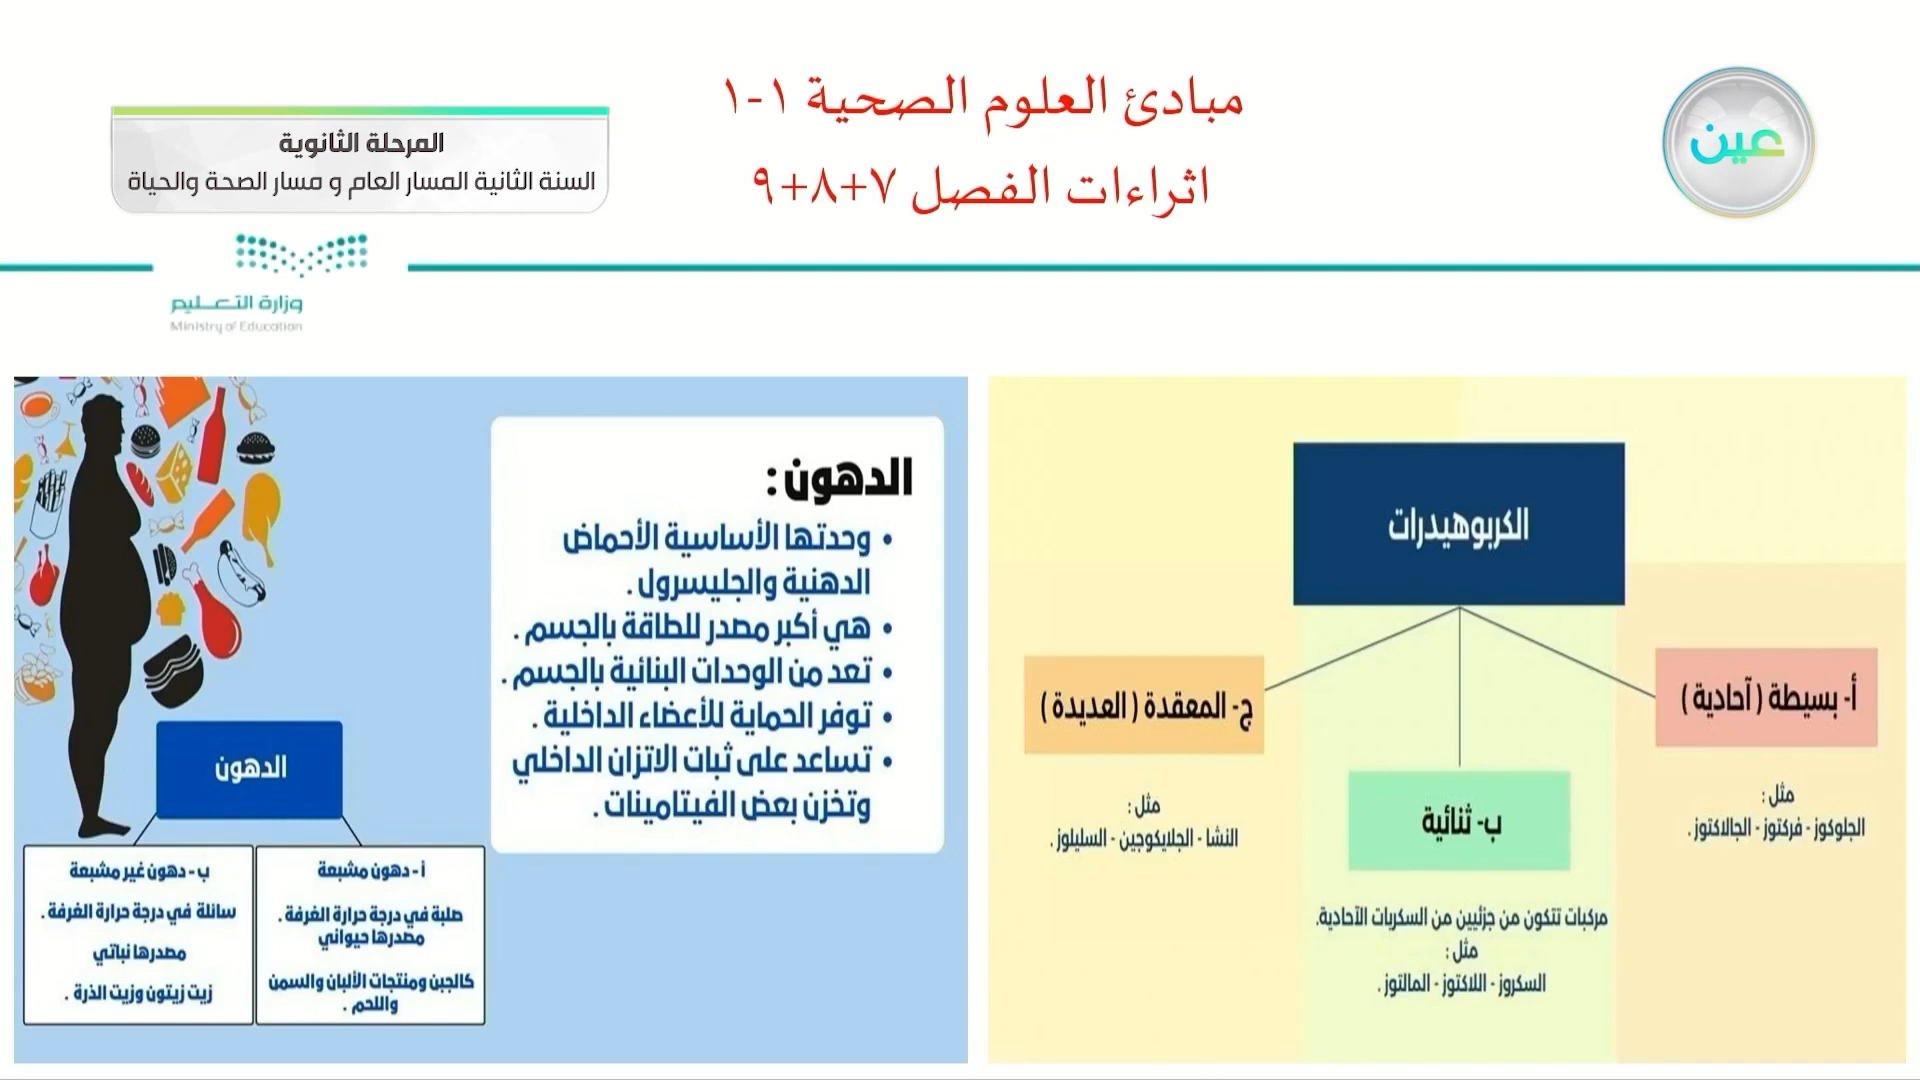 مبادئ العلوم الصحية ١-١
اثراءات الفصل ٧+٨+٩
عين
المرحلة الثانوية
السنة الثانية المسار العام و مسار الصحة والحياة
وزارة التعليم
Ministry of Education
الكربوهيدرات
أ- بسيطة ( آحادية )
مثل :
الجلوكوز - فركتوز - الجالاكتوز .
ب- ثنائية
مركبات تتكون من جزئيين من السكريات الآحادية.
مثل :
السكروز - اللاكتوز - المالتوز .
ج- المعقدة ( العديدة )
مثل :
النشا - الجلايكوجين - السليلوز .
الدهون :
• وحدتها الأساسية الأحماض
الدهنية والجليسرول .
• هي أكبر مصدر للطاقة بالجسم .
• تعد من الوحدات البنائية بالجسم .
• توفر الحماية للأعضاء الداخلية .
• تساعد على ثبات الاتزان الداخلي
وتخزن بعض الفيتامينات .
الدهون
أ - دهون مشبعة
صلبة في درجة حرارة الغرفة .
مصدرها حيواني
كالجبن ومنتجات الألبان والسمن
واللحم .
ب - دهون غير مشبعة
سائلة في درجة حرارة الغرفة .
مصدرها نباتي
زيت زيتون وزيت الذرة .